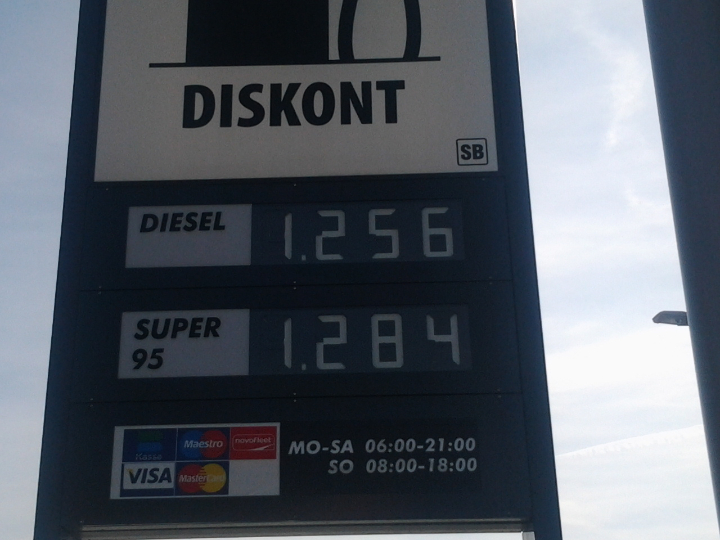 DISKONT
SB
DIESEL 1.256
SUPER 95 1.284
Kassa Maestro novofleet
VISA MasterCard
MO-SA 06:00-21:00
SO 08:00-18:00